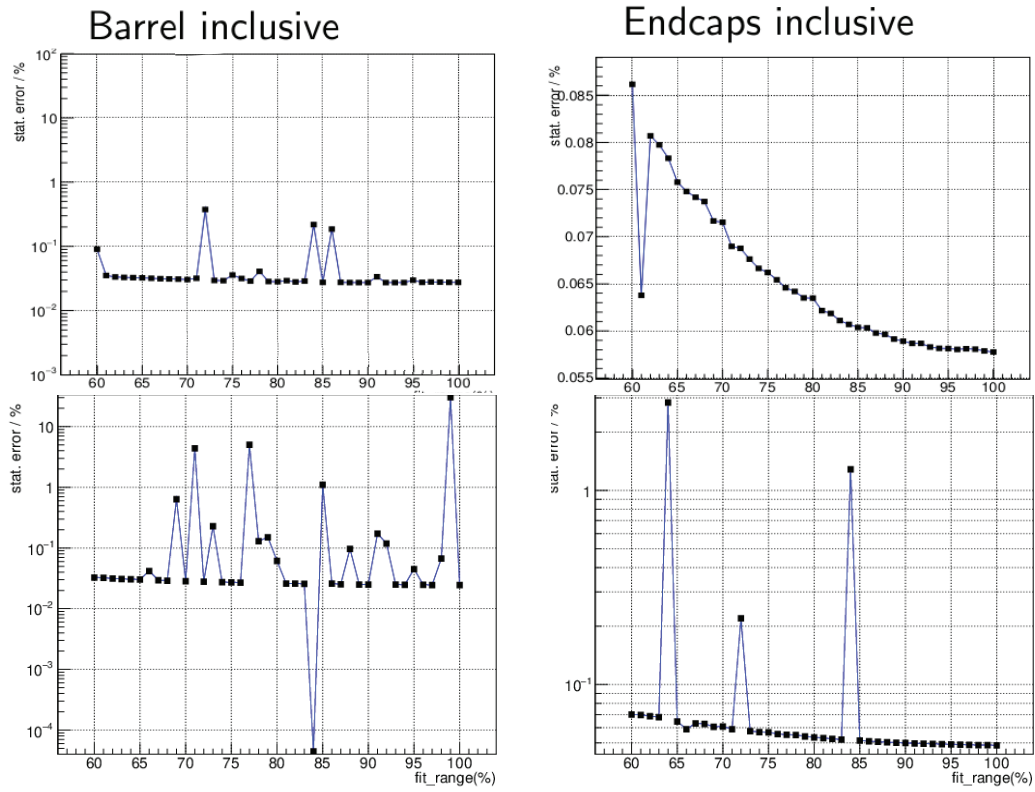 Barrel inclusive
Endcaps inclusive
stat. error / %
10²
10
1
10⁻¹
10⁻²
10⁻³
60 65 70 75 80 85 90 95 100
stat. error / %
0.085
0.08
0.075
0.07
0.065
0.06
0.055
60 65 70 75 80 85 90 95 100
stat. error / %
10
1
10⁻¹
10⁻²
10⁻³
10⁻⁴
60 65 70 75 80 85 90 95 100
fit_range(%)
stat. error / %
1
10⁻¹
60 65 70 75 80 85 90 95 100
fit_range(%)